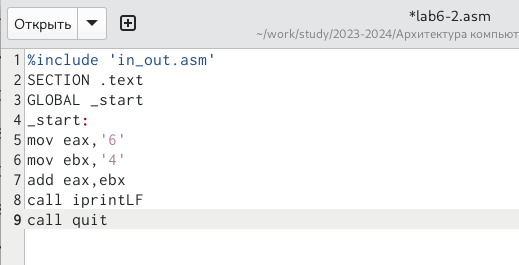 Открыть
*lab6-2.asm
~/work/study/2023-2024/Архитектура компьют
1 %include 'in_out.asm'
2 SECTION .text
3 GLOBAL _start
4 _start:
5 mov eax,'6'
6 mov ebx,'4'
7 add eax,ebx
8 call iprintLF
9 call quit